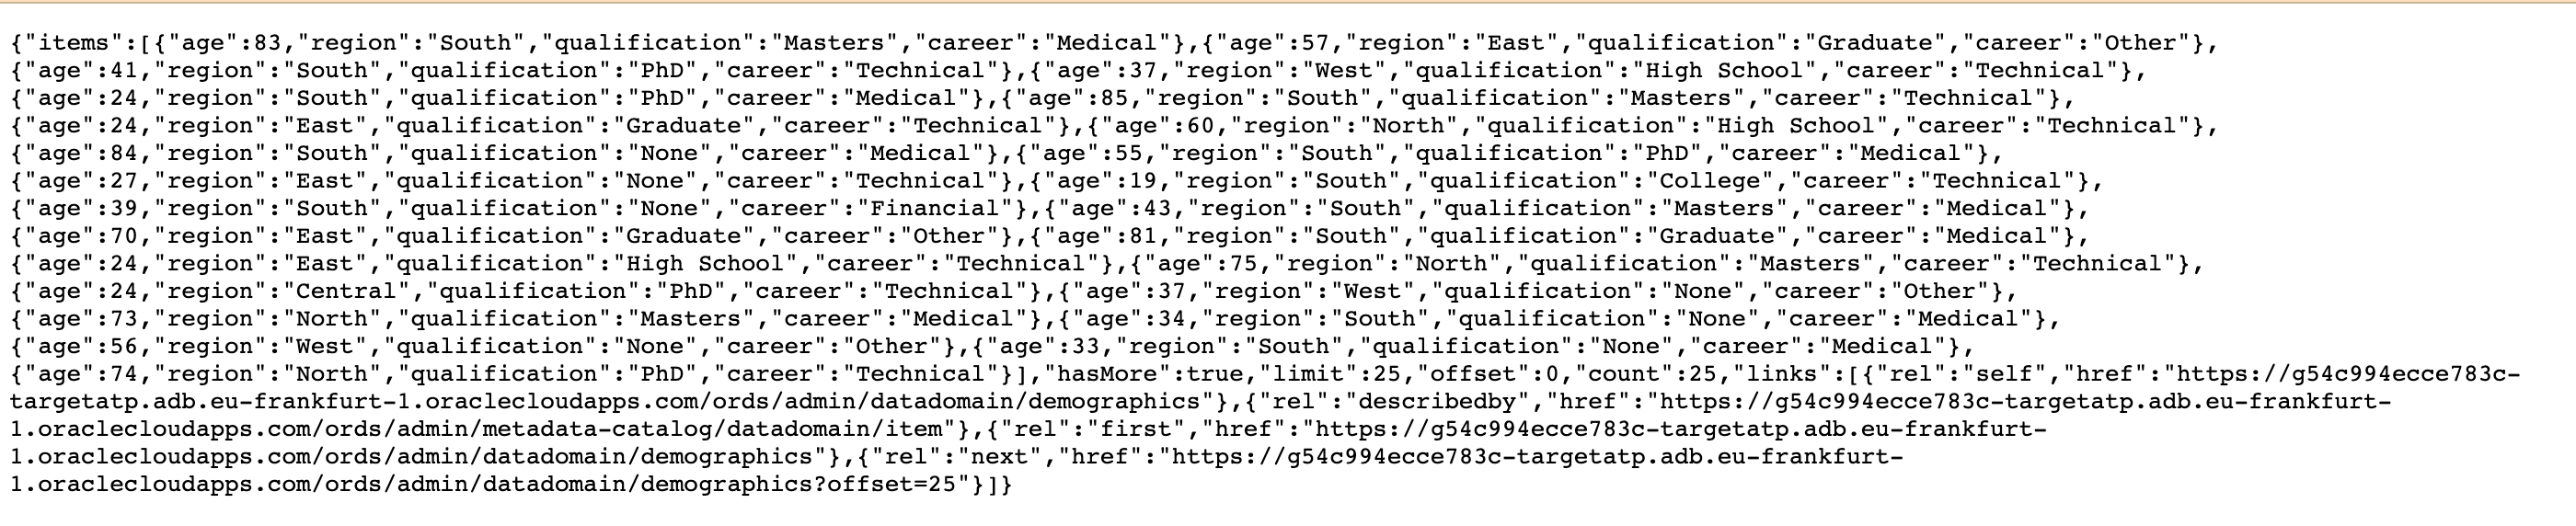 {"items":[{"age":83,"region":"South","qualification":"Masters","career":"Medical"},{"age":57,"region":"East","qualification":"Graduate","career":"Other"},
{"age":41,"region":"South","qualification":"PhD","career":"Technical"},{"age":37,"region":"West","qualification":"High School","career":"Technical"},
{"age":24,"region":"South","qualification":"PhD","career":"Medical"},{"age":85,"region":"South","qualification":"Masters","career":"Technical"},
{"age":24,"region":"East","qualification":"Graduate","career":"Technical"},{"age":60,"region":"North","qualification":"High School","career":"Technical"},
{"age":84,"region":"South","qualification":"None","career":"Medical"},{"age":55,"region":"South","qualification":"PhD","career":"Medical"},
{"age":27,"region":"East","qualification":"None","career":"Technical"},{"age":19,"region":"South","qualification":"College","career":"Technical"},
{"age":39,"region":"South","qualification":"None","career":"Financial"},{"age":43,"region":"South","qualification":"Masters","career":"Medical"},
{"age":70,"region":"East","qualification":"Graduate","career":"Other"},{"age":81,"region":"South","qualification":"Graduate","career":"Medical"},
{"age":24,"region":"East","qualification":"High School","career":"Technical"},{"age":75,"region":"North","qualification":"Masters","career":"Technical"},
{"age":24,"region":"Central","qualification":"PhD","career":"Technical"},{"age":37,"region":"West","qualification":"None","career":"Other"},
{"age":73,"region":"North","qualification":"Masters","career":"Medical"},{"age":34,"region":"South","qualification":"None","career":"Medical"},
{"age":56,"region":"West","qualification":"None","career":"Other"},{"age":33,"region":"South","qualification":"None","career":"Medical"},
{"age":74,"region":"North","qualification":"PhD","career":"Technical"}],"hasMore":true,"limit":25,"offset":0,"count":25,"links":[{"rel":"self","href":"https://g54c994ecce783c-
targetatp.adb.eu-frankfurt-1.oraclecloudapps.com/ords/admin/datadomain/demographics"},{"rel":"describedby","href":"https://g54c994ecce783c-targetatp.adb.eu-frankfurt-
1.oraclecloudapps.com/ords/admin/metadata-catalog/datadomain/item"},{"rel":"first","href":"https://g54c994ecce783c-targetatp.adb.eu-frankfurt-
1.oraclecloudapps.com/ords/admin/datadomain/demographics"},{"rel":"next","href":"https://g54c994ecce783c-targetatp.adb.eu-frankfurt-
1.oraclecloudapps.com/ords/admin/datadomain/demographics?offset=25"}]}